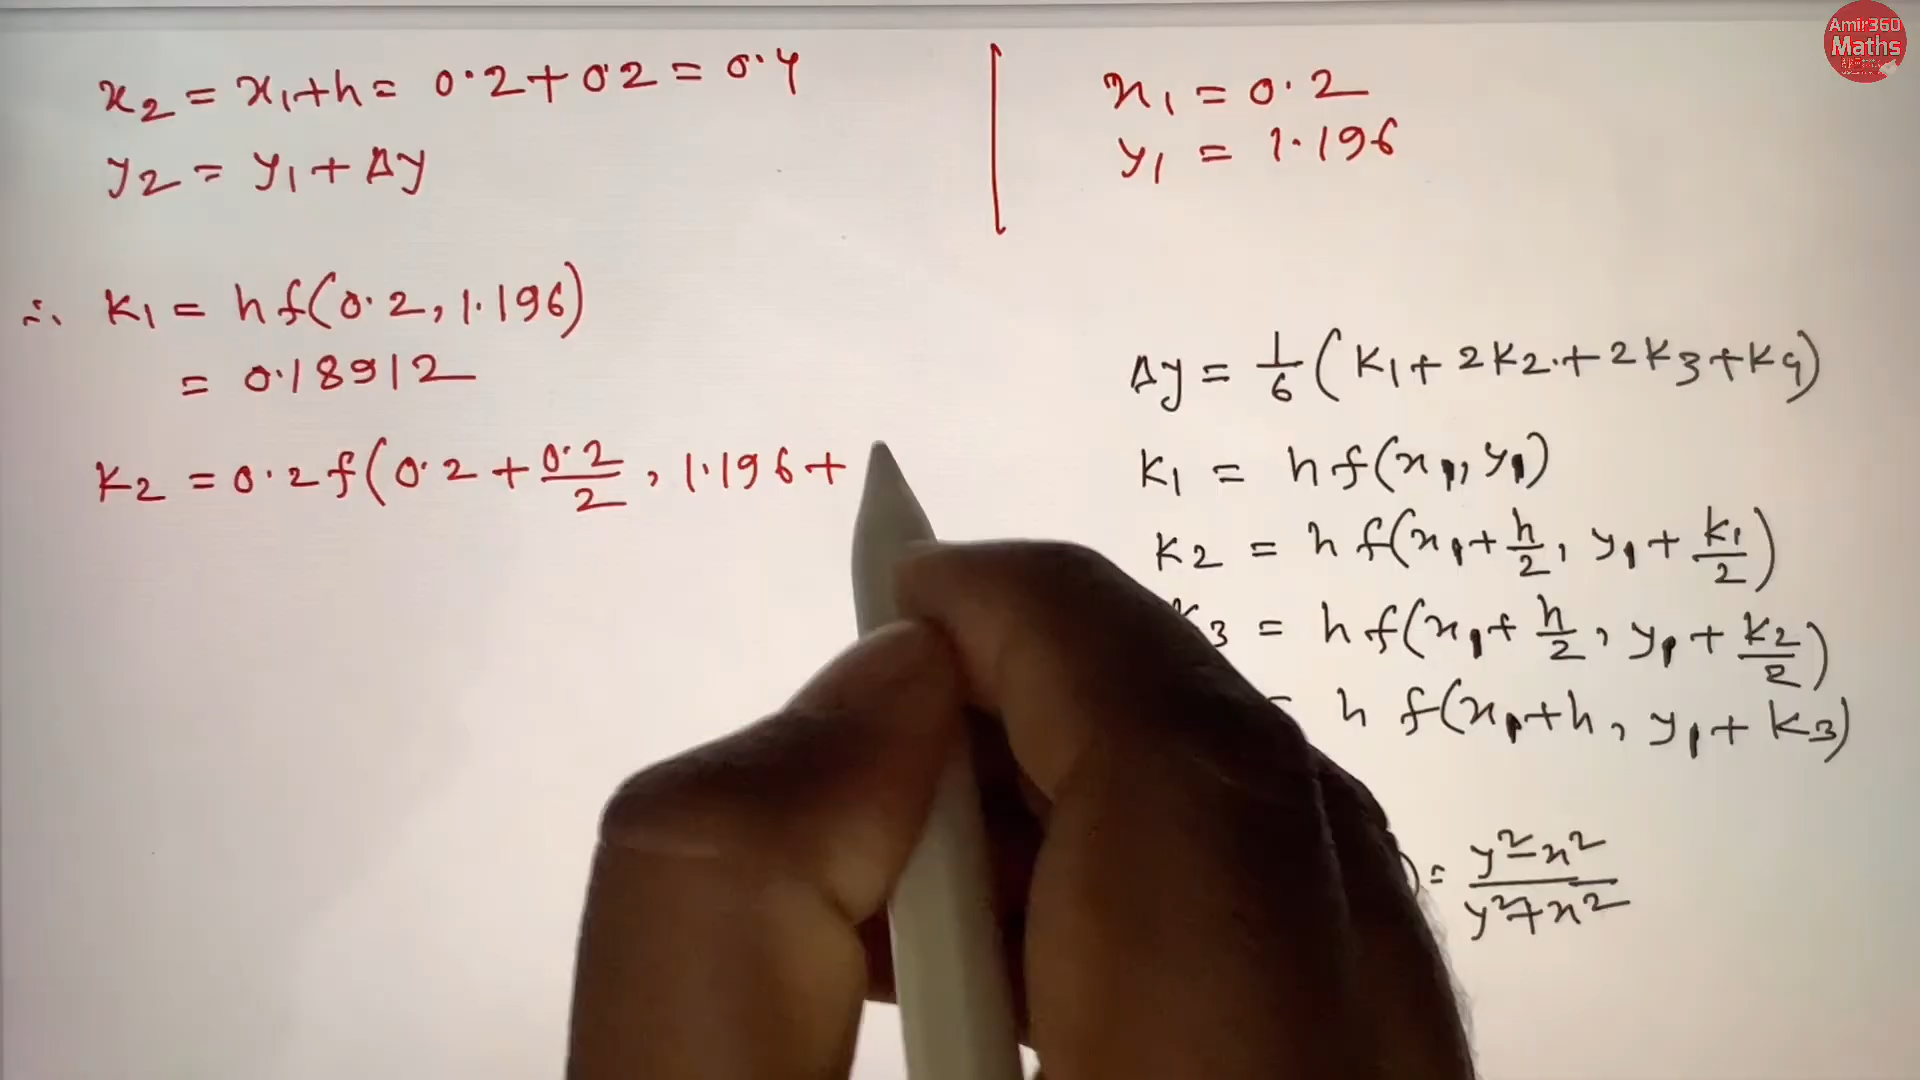 x₂ = x₁+h = 0.2+0.2 = 0.4
y₂ = y₁ + Δy
x₁ = 0.2
y₁ = 1.196
∴ K₁ = hf(0.2, 1.196)
= 0.18912
K₂ = 0.2 f(0.2 + 0.2/2, 1.196 +
Δy = 1/6 (K₁ + 2K₂ + 2K₃ + K₄)
K₁ = hf(x₁, y₁)
K₂ = hf(x₁ + h/2, y₁ + K₁/2)
₃ = hf(x₁ + h/2, y₁ + K₂/2)
= hf(x₁+h, y₁ + K₃)
) = y²-x²/y²+x²
Amir360
Maths